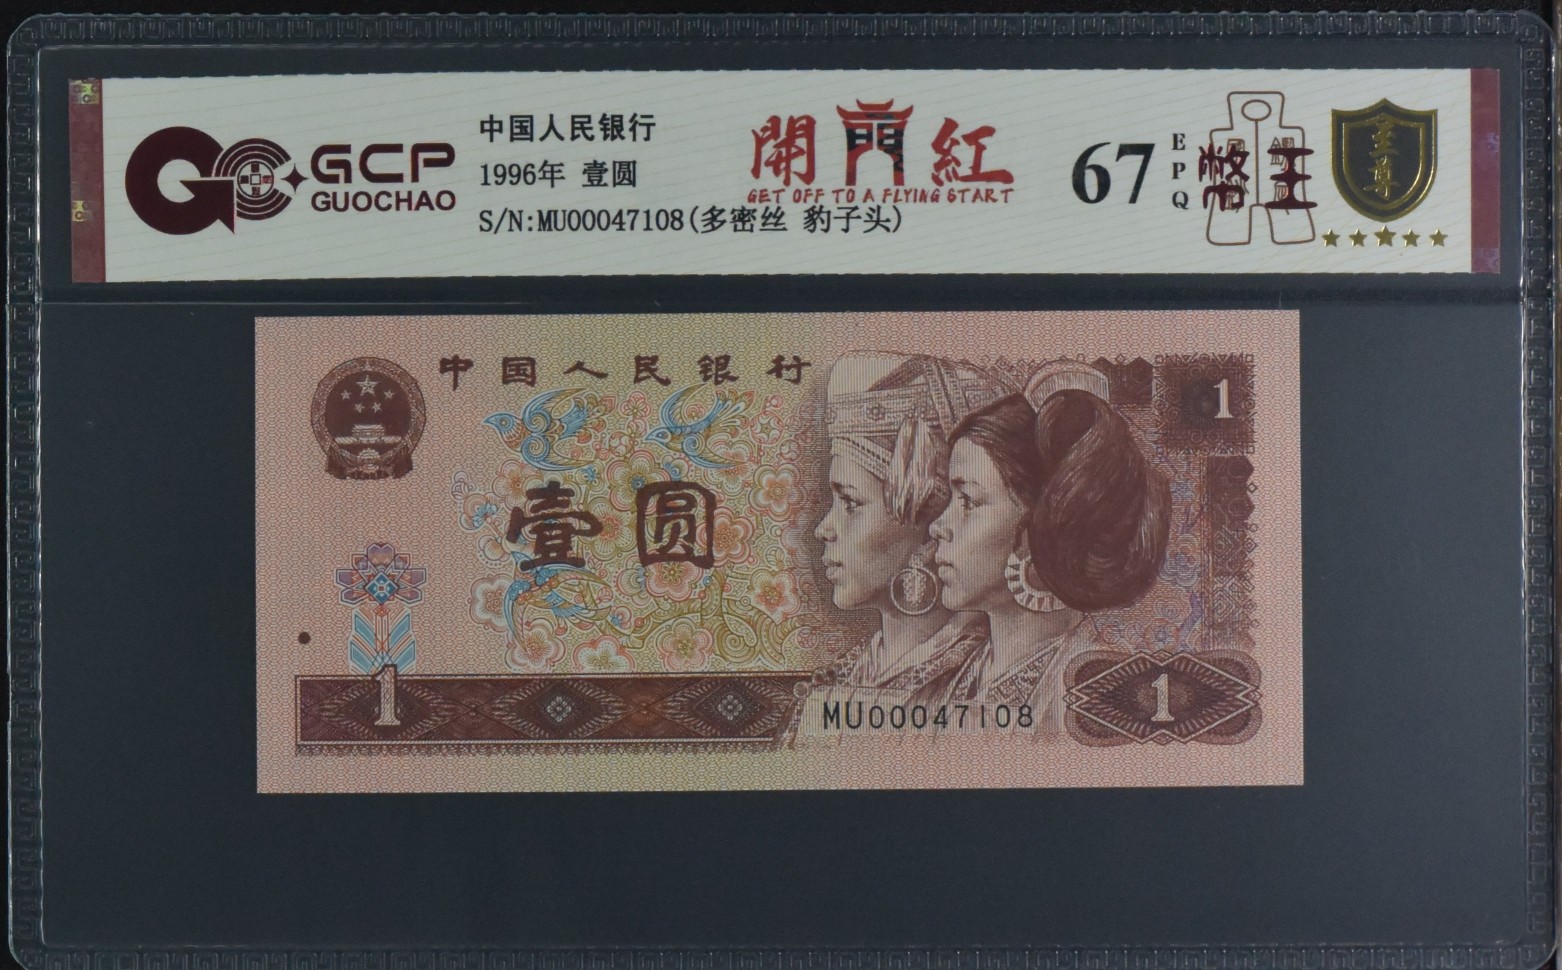 GCP
GUOCHAO
中国人民银行
1996年 壹圆
S/N:MU00047108(多密丝 豹子头)
開門紅
GET OFF TO A FLYING START
67
EPQ
至尊
中国人民银行
1
壹圆
1
MU00047108
1